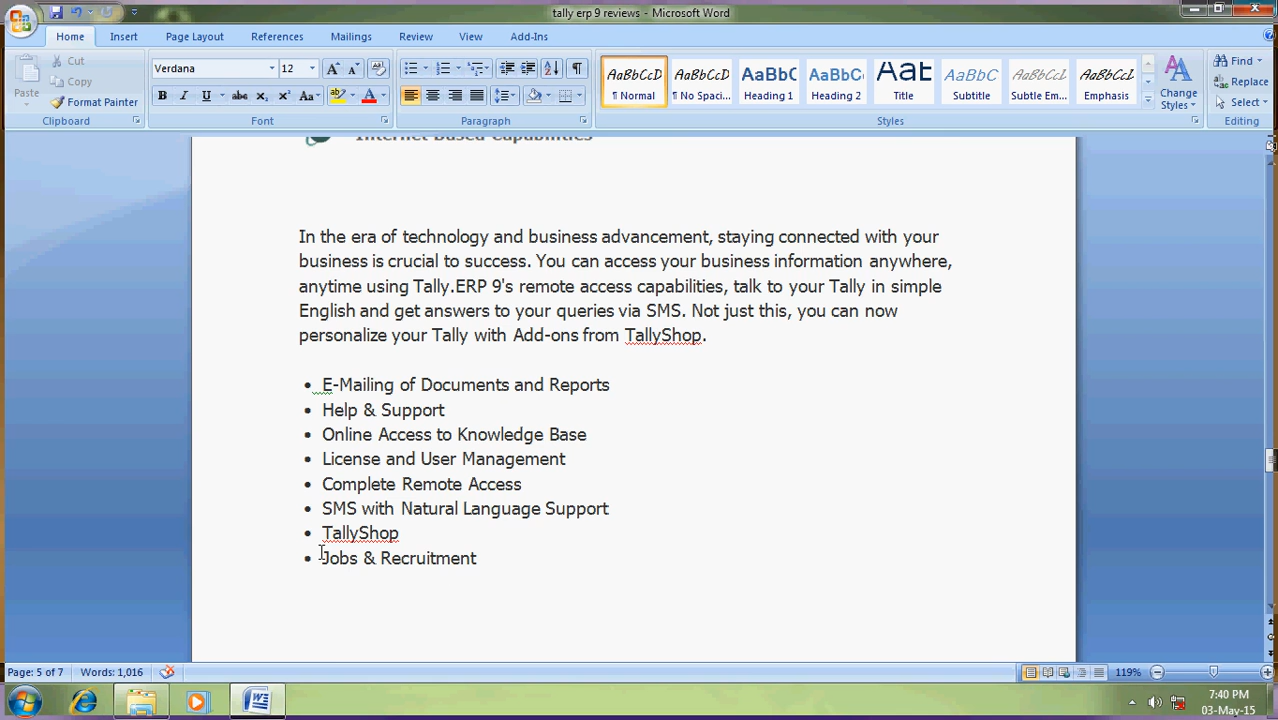 tally erp 9 reviews - Microsoft Word
Home Insert Page Layout References Mailings Review View Add-Ins
Paste
Cut
Copy
Format Painter
Clipboard
Verdana 12
Font
Paragraph
AaBbCcD AaBbCcD AaBbC AaBbCc Aat AaBbC AaBbCcD AaBbCcD
¶ Normal ¶ No Spaci... Heading 1 Heading 2 Title Subtitle Subtle Em... Emphasis
Change Styles
Styles
Find
Replace
Select
Editing
Internet Based Capabilities
In the era of technology and business advancement, staying connected with your
business is crucial to success. You can access your business information anywhere,
anytime using Tally.ERP 9's remote access capabilities, talk to your Tally in simple
English and get answers to your queries via SMS. Not just this, you can now
personalize your Tally with Add-ons from TallyShop.
• E-Mailing of Documents and Reports
• Help & Support
• Online Access to Knowledge Base
• License and User Management
• Complete Remote Access
• SMS with Natural Language Support
• TallyShop
• Jobs & Recruitment
Page: 5 of 7 Words: 1,016 119%
7:40 PM
03-May-15